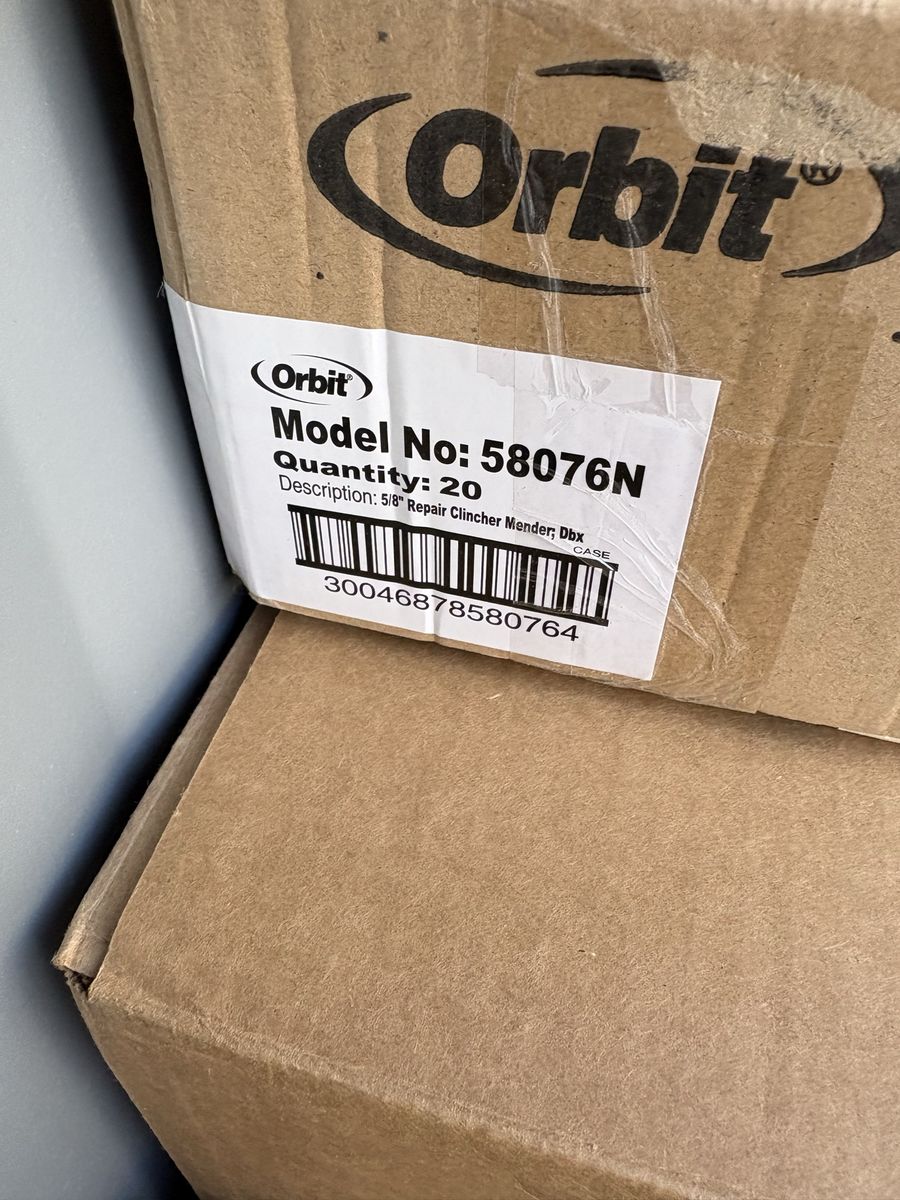 Orbit®
Orbit®
Model No: 58076N
Quantity: 20
Description: 5/8" Repair Clincher Mender; Dbx
CASE
30046878580764